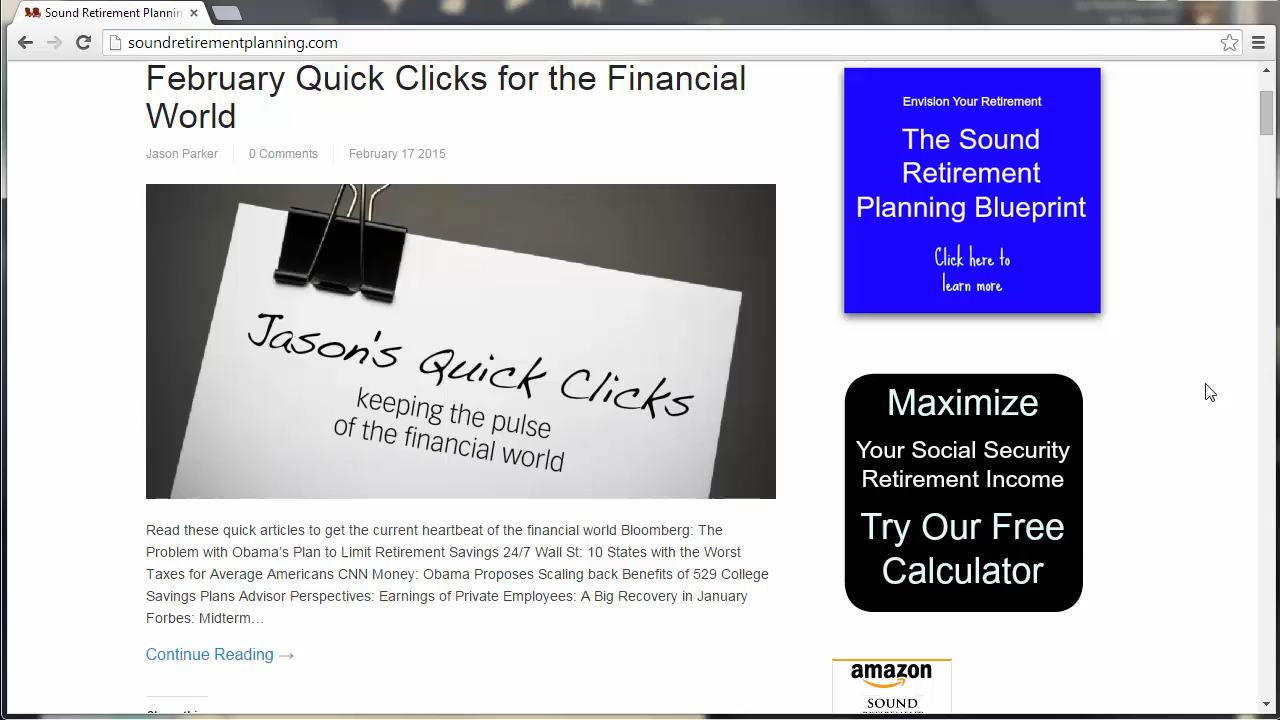 Sound Retirement Plannin
soundretirementplanning.com
February Quick Clicks for the Financial
World
Jason Parker
0 Comments
February 17 2015
Jason's Quick Clicks
keeping the pulse
of the financial world
Read these quick articles to get the current heartbeat of the financial world Bloomberg: The
Problem with Obama's Plan to Limit Retirement Savings 24/7 Wall St: 10 States with the Worst
Taxes for Average Americans CNN Money: Obama Proposes Scaling back Benefits of 529 College
Savings Plans Advisor Perspectives: Earnings of Private Employees: A Big Recovery in January
Forbes: Midterm…
Continue Reading →
Envision Your Retirement
The Sound
Retirement
Planning Blueprint
Click here to
learn more
Maximize
Your Social Security
Retirement Income
Try Our Free
Calculator
amazon
SOUND